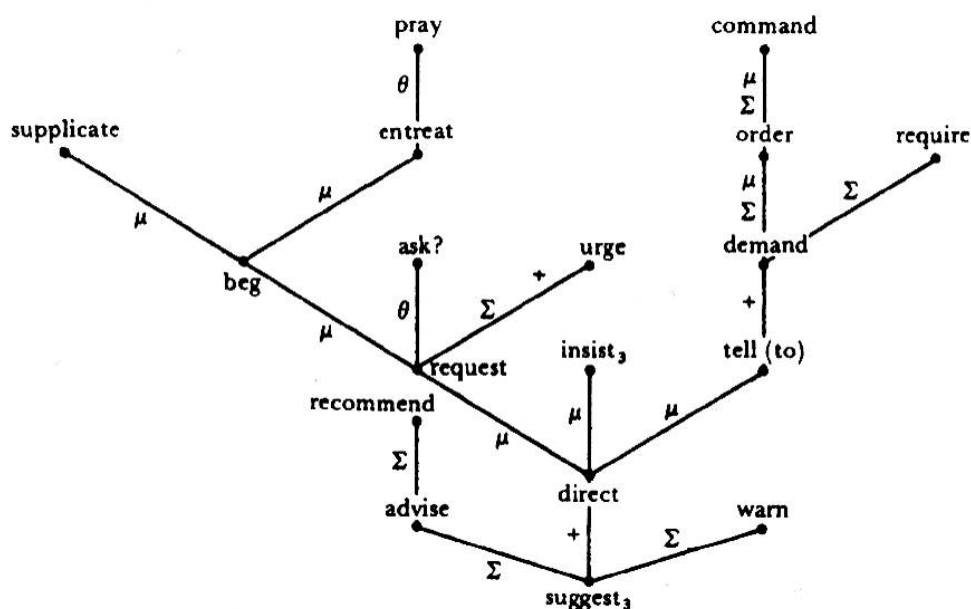 pray command
θ μ
Σ
supplicate entreat order require
μ μ μ
Σ Σ
ask? urge demand
beg + +
μ θ Σ insist₃ tell (to)
request
recommend μ μ μ
Σ direct
advise + warn
Σ Σ
suggest₃